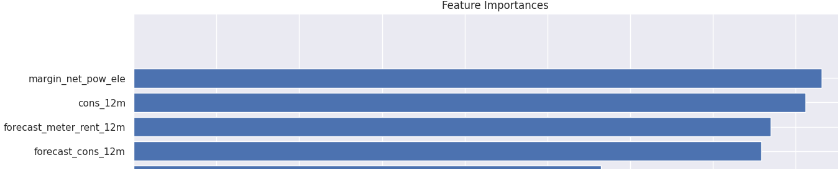 Feature Importances
margin_net_pow_ele
cons_12m
forecast_meter_rent_12m
forecast_cons_12m